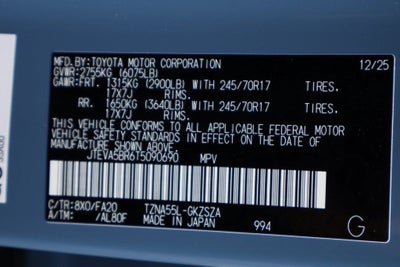 MFD.BY:TOYOTA MOTOR CORPORATION 12/25
GVWR:2755KG (6075LB)
GAWR:FRT. 1315KG (2900LB) WITH 245/70R17 TIRES.
17X7J RIMS.
RR. 1650KG (3640LB) WITH 245/70R17 TIRES.
17X7J RIMS.
THIS VEHICLE CONFORMS TO ALL APPLICABLE FEDERAL MOTOR
VEHICLE SAFETY STANDARDS IN EFFECT ON THE DATE OF
MANUFACTURE SHOWN ABOVE.
JTEVA5BR6T5090690 MPV
C/TR:8X0/FA20 TZNA55L-GKZSZA
A/TM: /AL80F MADE IN JAPAN 994 G